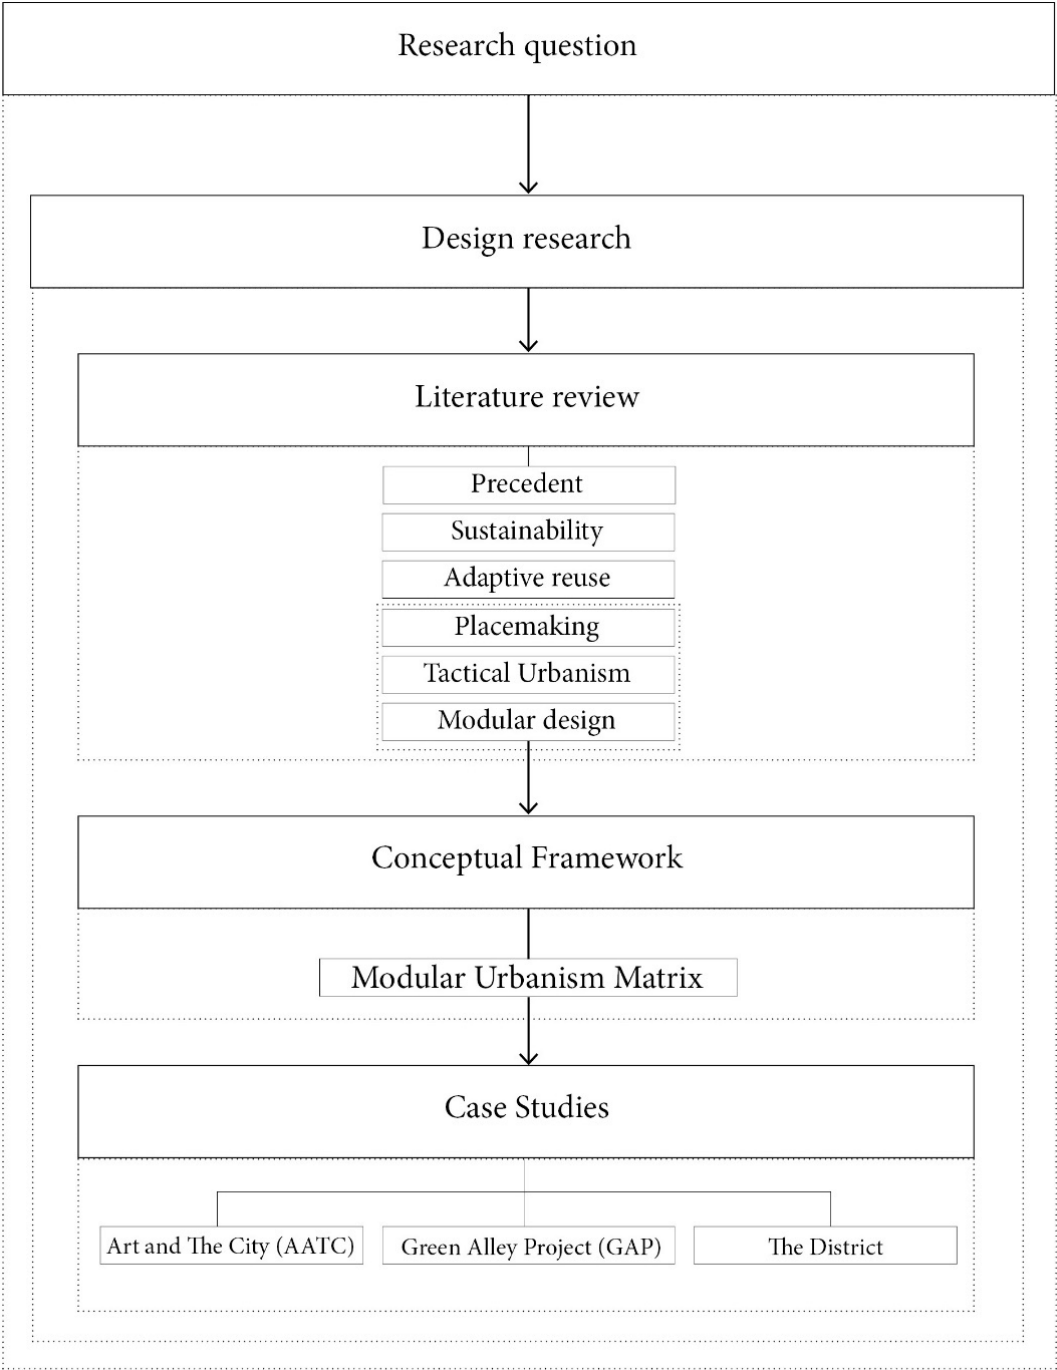 Research question
Design research
Literature review
Precedent
Sustainability
Adaptive reuse
Placemaking
Tactical Urbanism
Modular design
Conceptual Framework
Modular Urbanism Matrix
Case Studies
Art and The City (AATC)
Green Alley Project (GAP)
The District